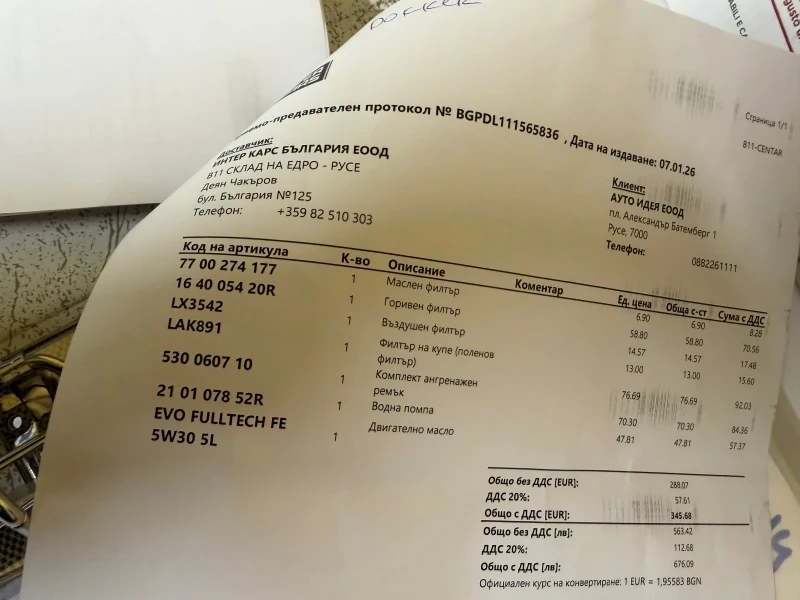 мо-предавателен протокол № BGPDL111565836 , Дата на издаване: 07.01.26
Страница 1/1
B11-CENTAR
Доставчик:
ИНТЕР КАРС БЪЛГАРИЯ ЕООД
B11 СКЛАД НА ЕДРО - РУСЕ
Деян Чакъров
бул. България №125
Телефон: +359 82 510 303
Клиент:
АУТО ИДЕЯ ЕООД
пл. Александър Батемберг 1
Русе, 7000
Телефон: 0882261111
Код на артикула К-во Описание Коментар Ед. цена Обща с-ст Сума с ДДС
77 00 274 177 1 Маслен филтър 6.90 6.90 8.28
16 40 054 20R 1 Горивен филтър 58.80 58.80 70.56
LX3542 1 Въздушен филтър 14.57 14.57 17.48
LAK891 1 Филтър на купе (поленов 13.00 13.00 15.60
филтър)
530 0607 10 1 Комплект ангренажен 76.69 76.69 92.03
ремък
21 01 078 52R 1 Водна помпа 70.30 70.30 84.36
EVO FULLTECH FE 1 Двигателно масло 47.81 47.81 57.37
5W30 5L
Общо без ДДС [EUR]: 288.07
ДДС 20%: 57.61
Общо с ДДС [EUR]: 345.68
Общо без ДДС [лв]: 563.42
ДДС 20%: 112.68
Общо с ДДС [лв]: 676.09
Официален курс на конвертиране: 1 EUR = 1,95583 BGN